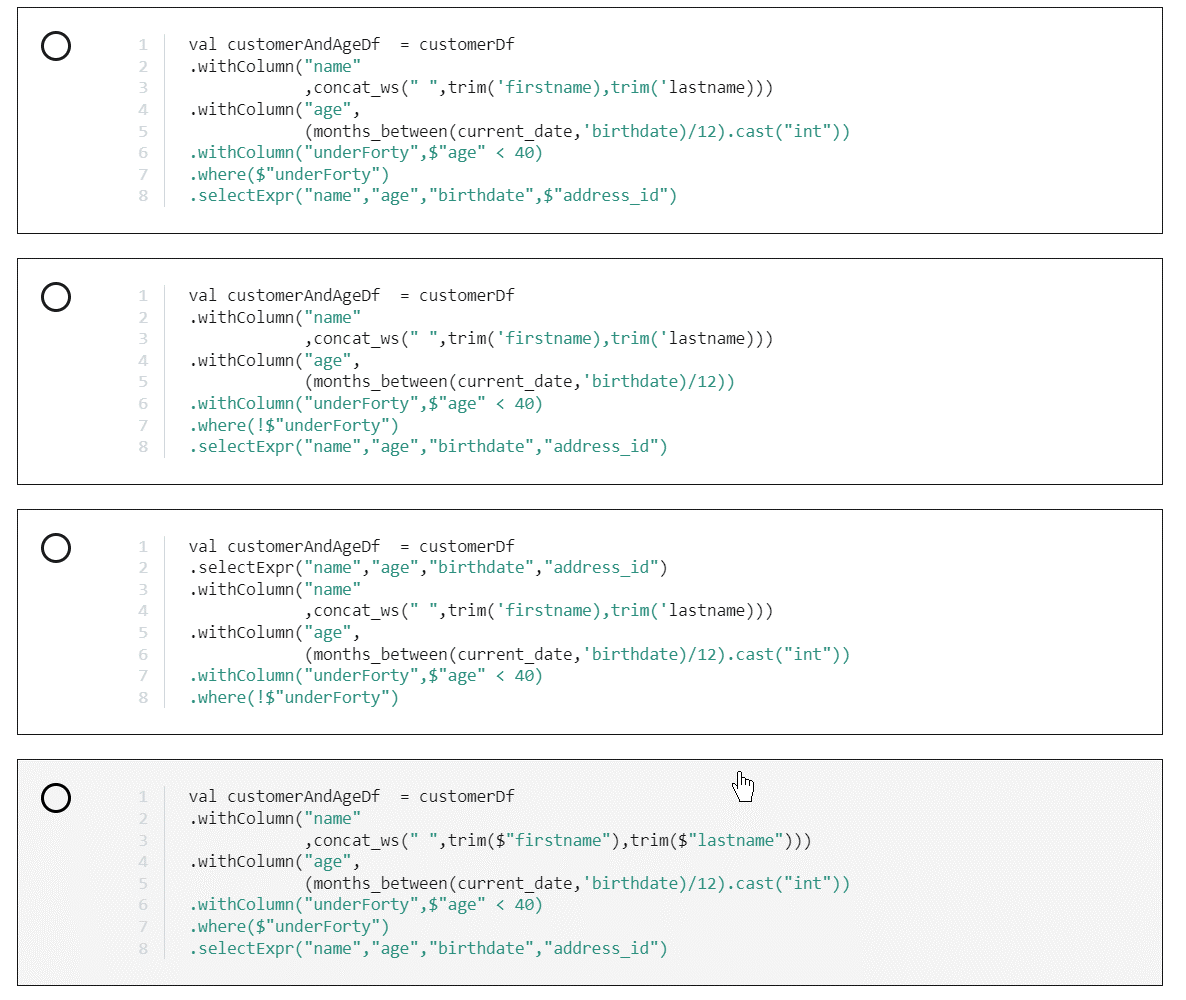 1 val customerAndAgeDf  = customerDf
2 .withColumn("name"
3             ,concat_ws(" ",trim('firstname),trim('lastname)))
4 .withColumn("age",
5             (months_between(current_date,'birthdate)/12).cast("int"))
6 .withColumn("underForty",$"age" < 40)
7 .where($"underForty")
8 .selectExpr("name","age","birthdate",$"address_id")
1 val customerAndAgeDf  = customerDf
2 .withColumn("name"
3             ,concat_ws(" ",trim('firstname),trim('lastname)))
4 .withColumn("age",
5             (months_between(current_date,'birthdate)/12))
6 .withColumn("underForty",$"age" < 40)
7 .where(!$"underForty")
8 .selectExpr("name","age","birthdate","address_id")
1 val customerAndAgeDf  = customerDf
2 .selectExpr("name","age","birthdate","address_id")
3 .withColumn("name"
4             ,concat_ws(" ",trim('firstname),trim('lastname)))
5 .withColumn("age",
6             (months_between(current_date,'birthdate)/12).cast("int"))
7 .withColumn("underForty",$"age" < 40)
8 .where(!$"underForty")
1 val customerAndAgeDf  = customerDf
2 .withColumn("name"
3             ,concat_ws(" ",trim($"firstname"),trim($"lastname")))
4 .withColumn("age",
5             (months_between(current_date,'birthdate)/12).cast("int"))
6 .withColumn("underForty",$"age" < 40)
7 .where($"underForty")
8 .selectExpr("name","age","birthdate","address_id")